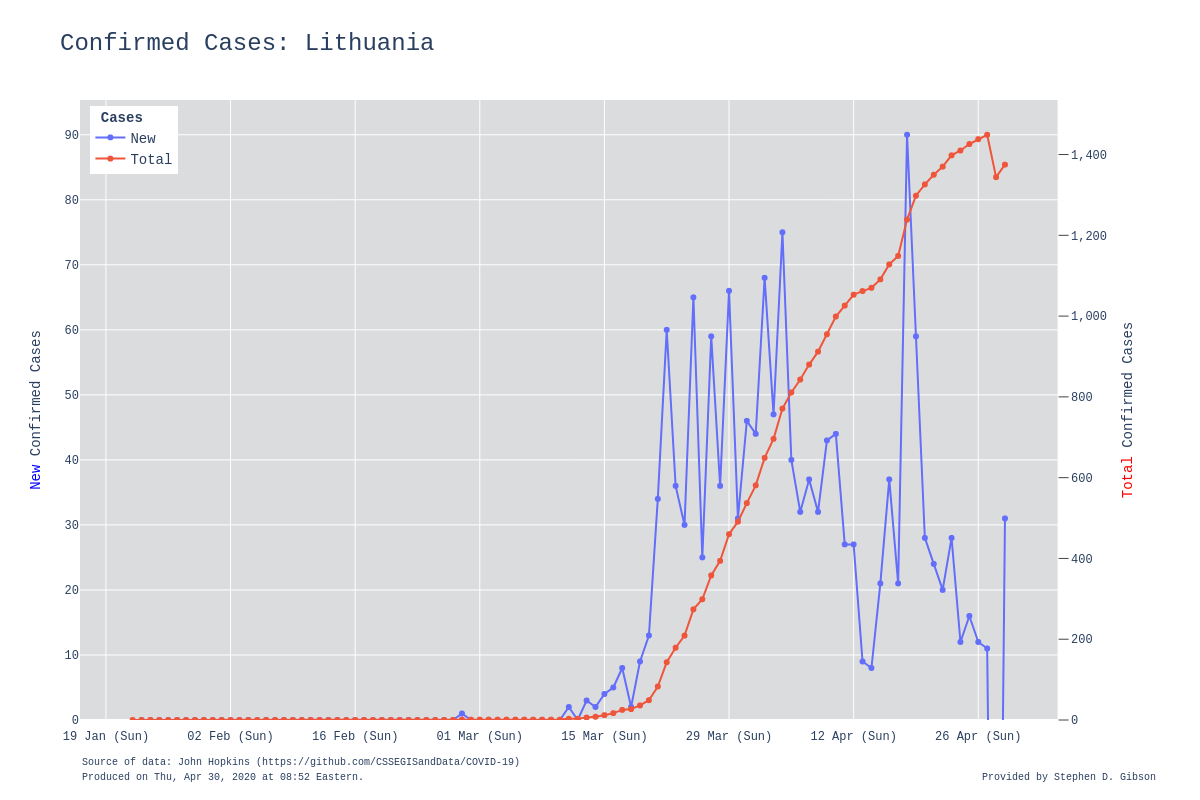 Confirmed Cases: Lithuania
Cases
New
Total
90
80
70
60
50
40
30
20
10
0
New Confirmed Cases
1,400
1,200
1,000
800
600
400
200
0
Total Confirmed Cases
19 Jan (Sun) 02 Feb (Sun) 16 Feb (Sun) 01 Mar (Sun) 15 Mar (Sun) 29 Mar (Sun) 12 Apr (Sun) 26 Apr (Sun)
Source of data: John Hopkins (https://github.com/CSSEGISandData/COVID-19)
Produced on Thu, Apr 30, 2020 at 08:52 Eastern.
Provided by Stephen D. Gibson